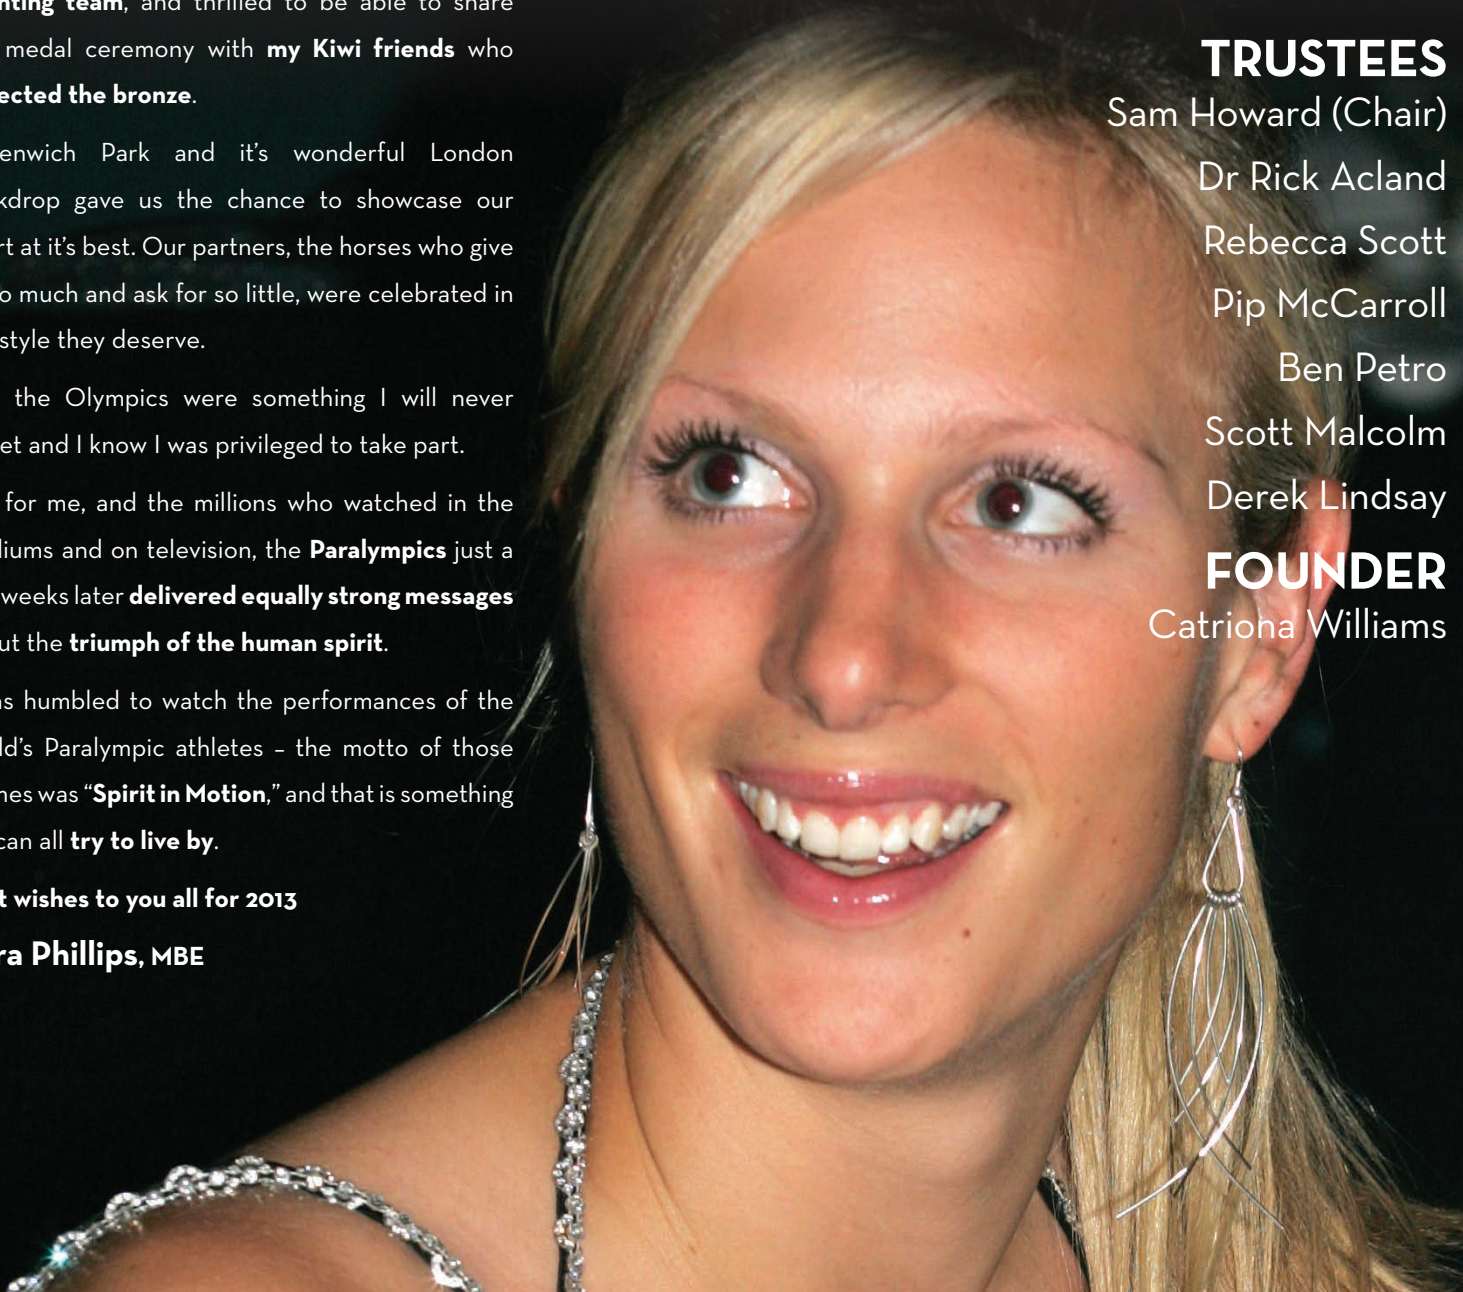 nting team, and thrilled to be able to share
medal ceremony with my Kiwi friends who
ected the bronze.
enwich Park and it's wonderful London
kdrop gave us the chance to showcase our
rt at it's best. Our partners, the horses who give
o much and ask for so little, were celebrated in
style they deserve.
the Olympics were something I will never
et and I know I was privileged to take part.
for me, and the millions who watched in the
diums and on television, the Paralympics just a
weeks later delivered equally strong messages
ut the triumph of the human spirit.
as humbled to watch the performances of the
ld's Paralympic athletes – the motto of those
mes was “Spirit in Motion,” and that is something
can all try to live by.
t wishes to you all for 2013
ra Phillips, MBE
TRUSTEES
Sam Howard (Chair)
Dr Rick Acland
Rebecca Scott
Pip McCarroll
Ben Petro
Scott Malcolm
Derek Lindsay
FOUNDER
Catriona Williams